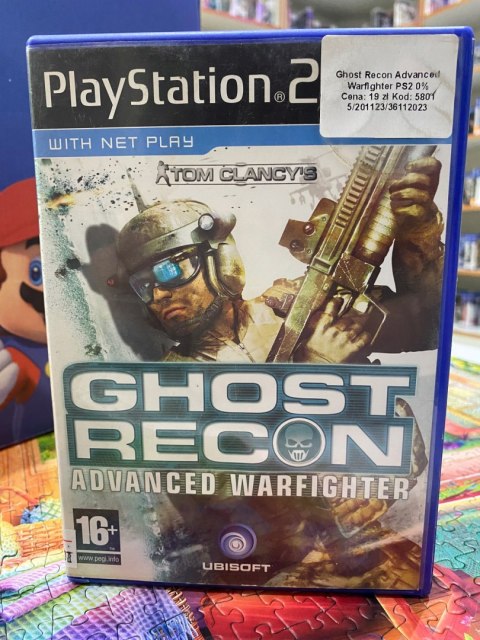 PlayStation®2
Ghost Recon Advanced
Warfighter PS2 0%
Cena: 19 zł Kod: 5801
5/201123/36112023
WITH NET PLAY
TOM CLANCY'S
GHOST
RECON
ADVANCED WARFIGHTER
16+
www.pegi.info
UBISOFT